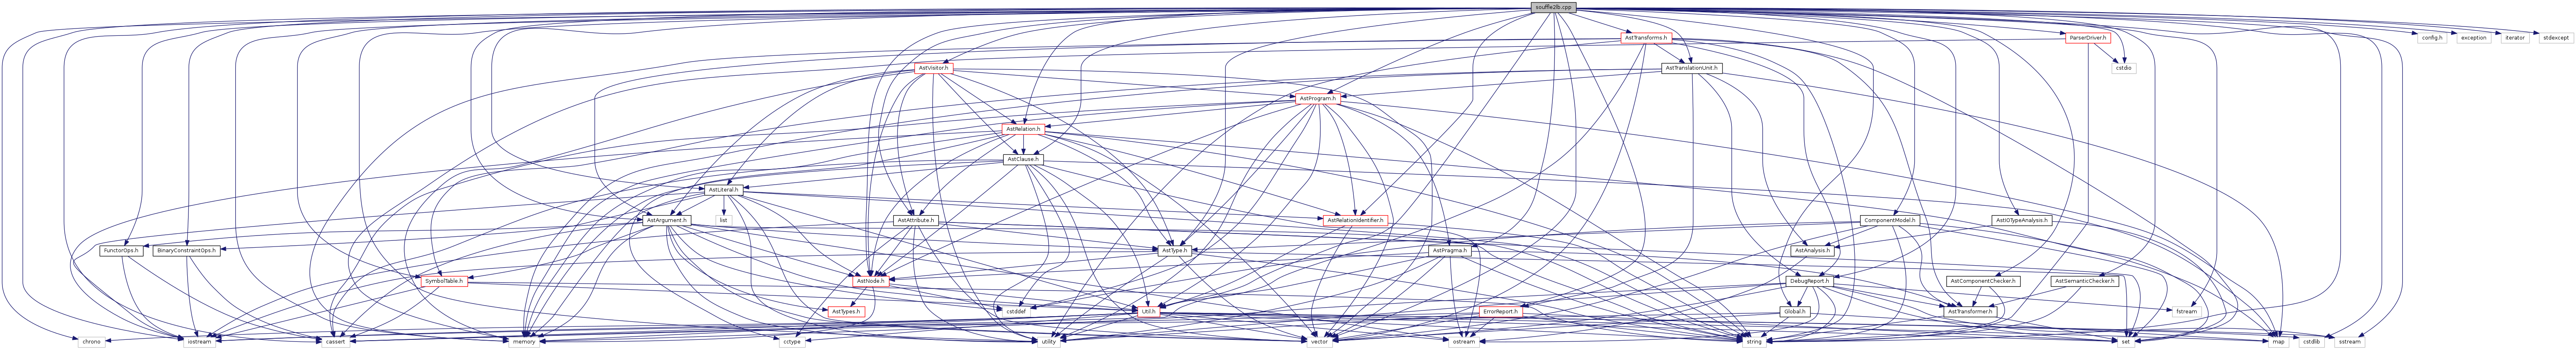 souffle2lb.cpp
AstTransforms.h
ParserDriver.h
config.h
exception
iterator
stdexcept
AstVisitor.h
AstTranslationUnit.h
cstdio
AstProgram.h
AstRelation.h
AstClause.h
AstLiteral.h
AstArgument.h
list
AstAttribute.h
AstRelationIdentifier.h
ComponentModel.h
AstIOTypeAnalysis.h
FunctorOps.h
BinaryConstraintOps.h
AstType.h
AstPragma.h
AstAnalysis.h
SymbolTable.h
AstNode.h
DebugReport.h
AstComponentChecker.h
AstSemanticChecker.h
AstTypes.h
cstddef
Util.h
ErrorReport.h
Global.h
AstTransformer.h
fstream
chrono
iostream
cassert
memory
cctype
utility
vector
ostream
string
set
map
cstdlib
sstream